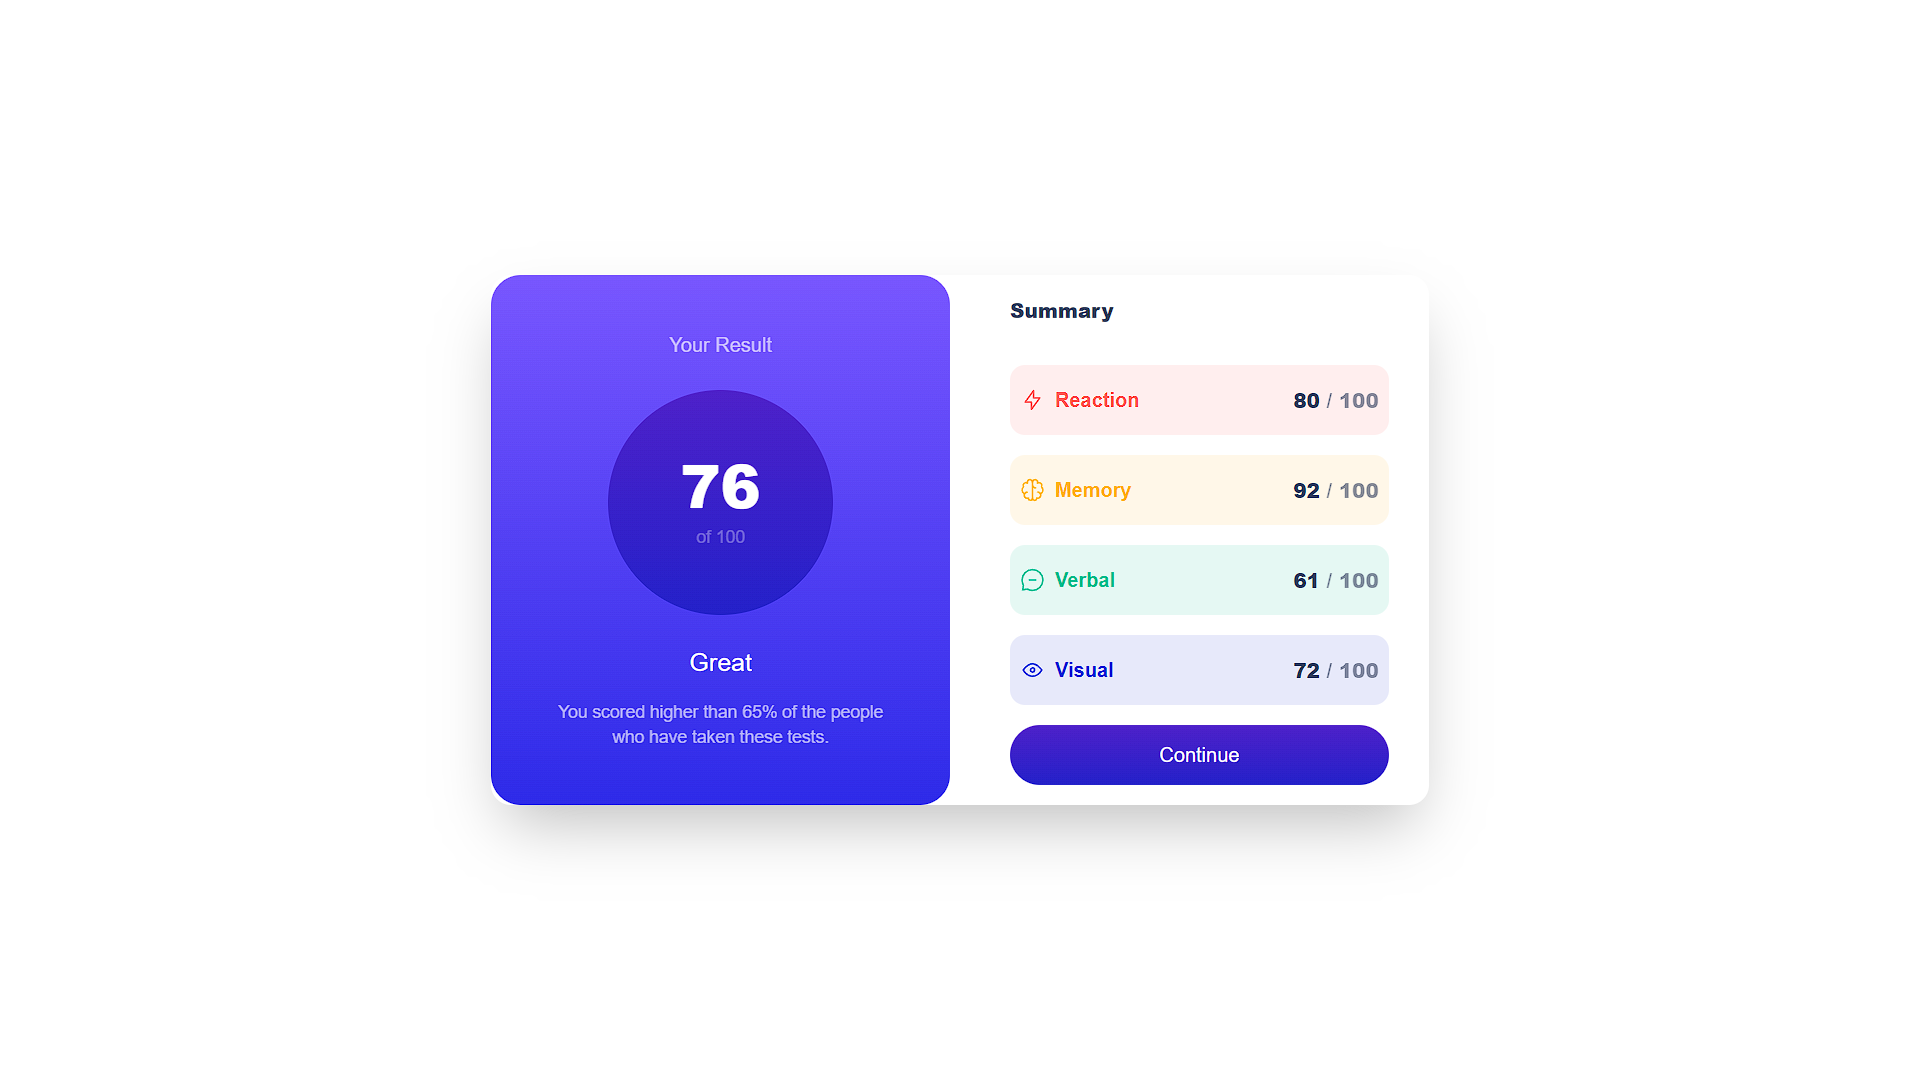 Your Result
76
of 100
Great
You scored higher than 65% of the people
who have taken these tests.
Summary
Reaction 80 / 100
Memory 92 / 100
Verbal 61 / 100
Visual 72 / 100
Continue